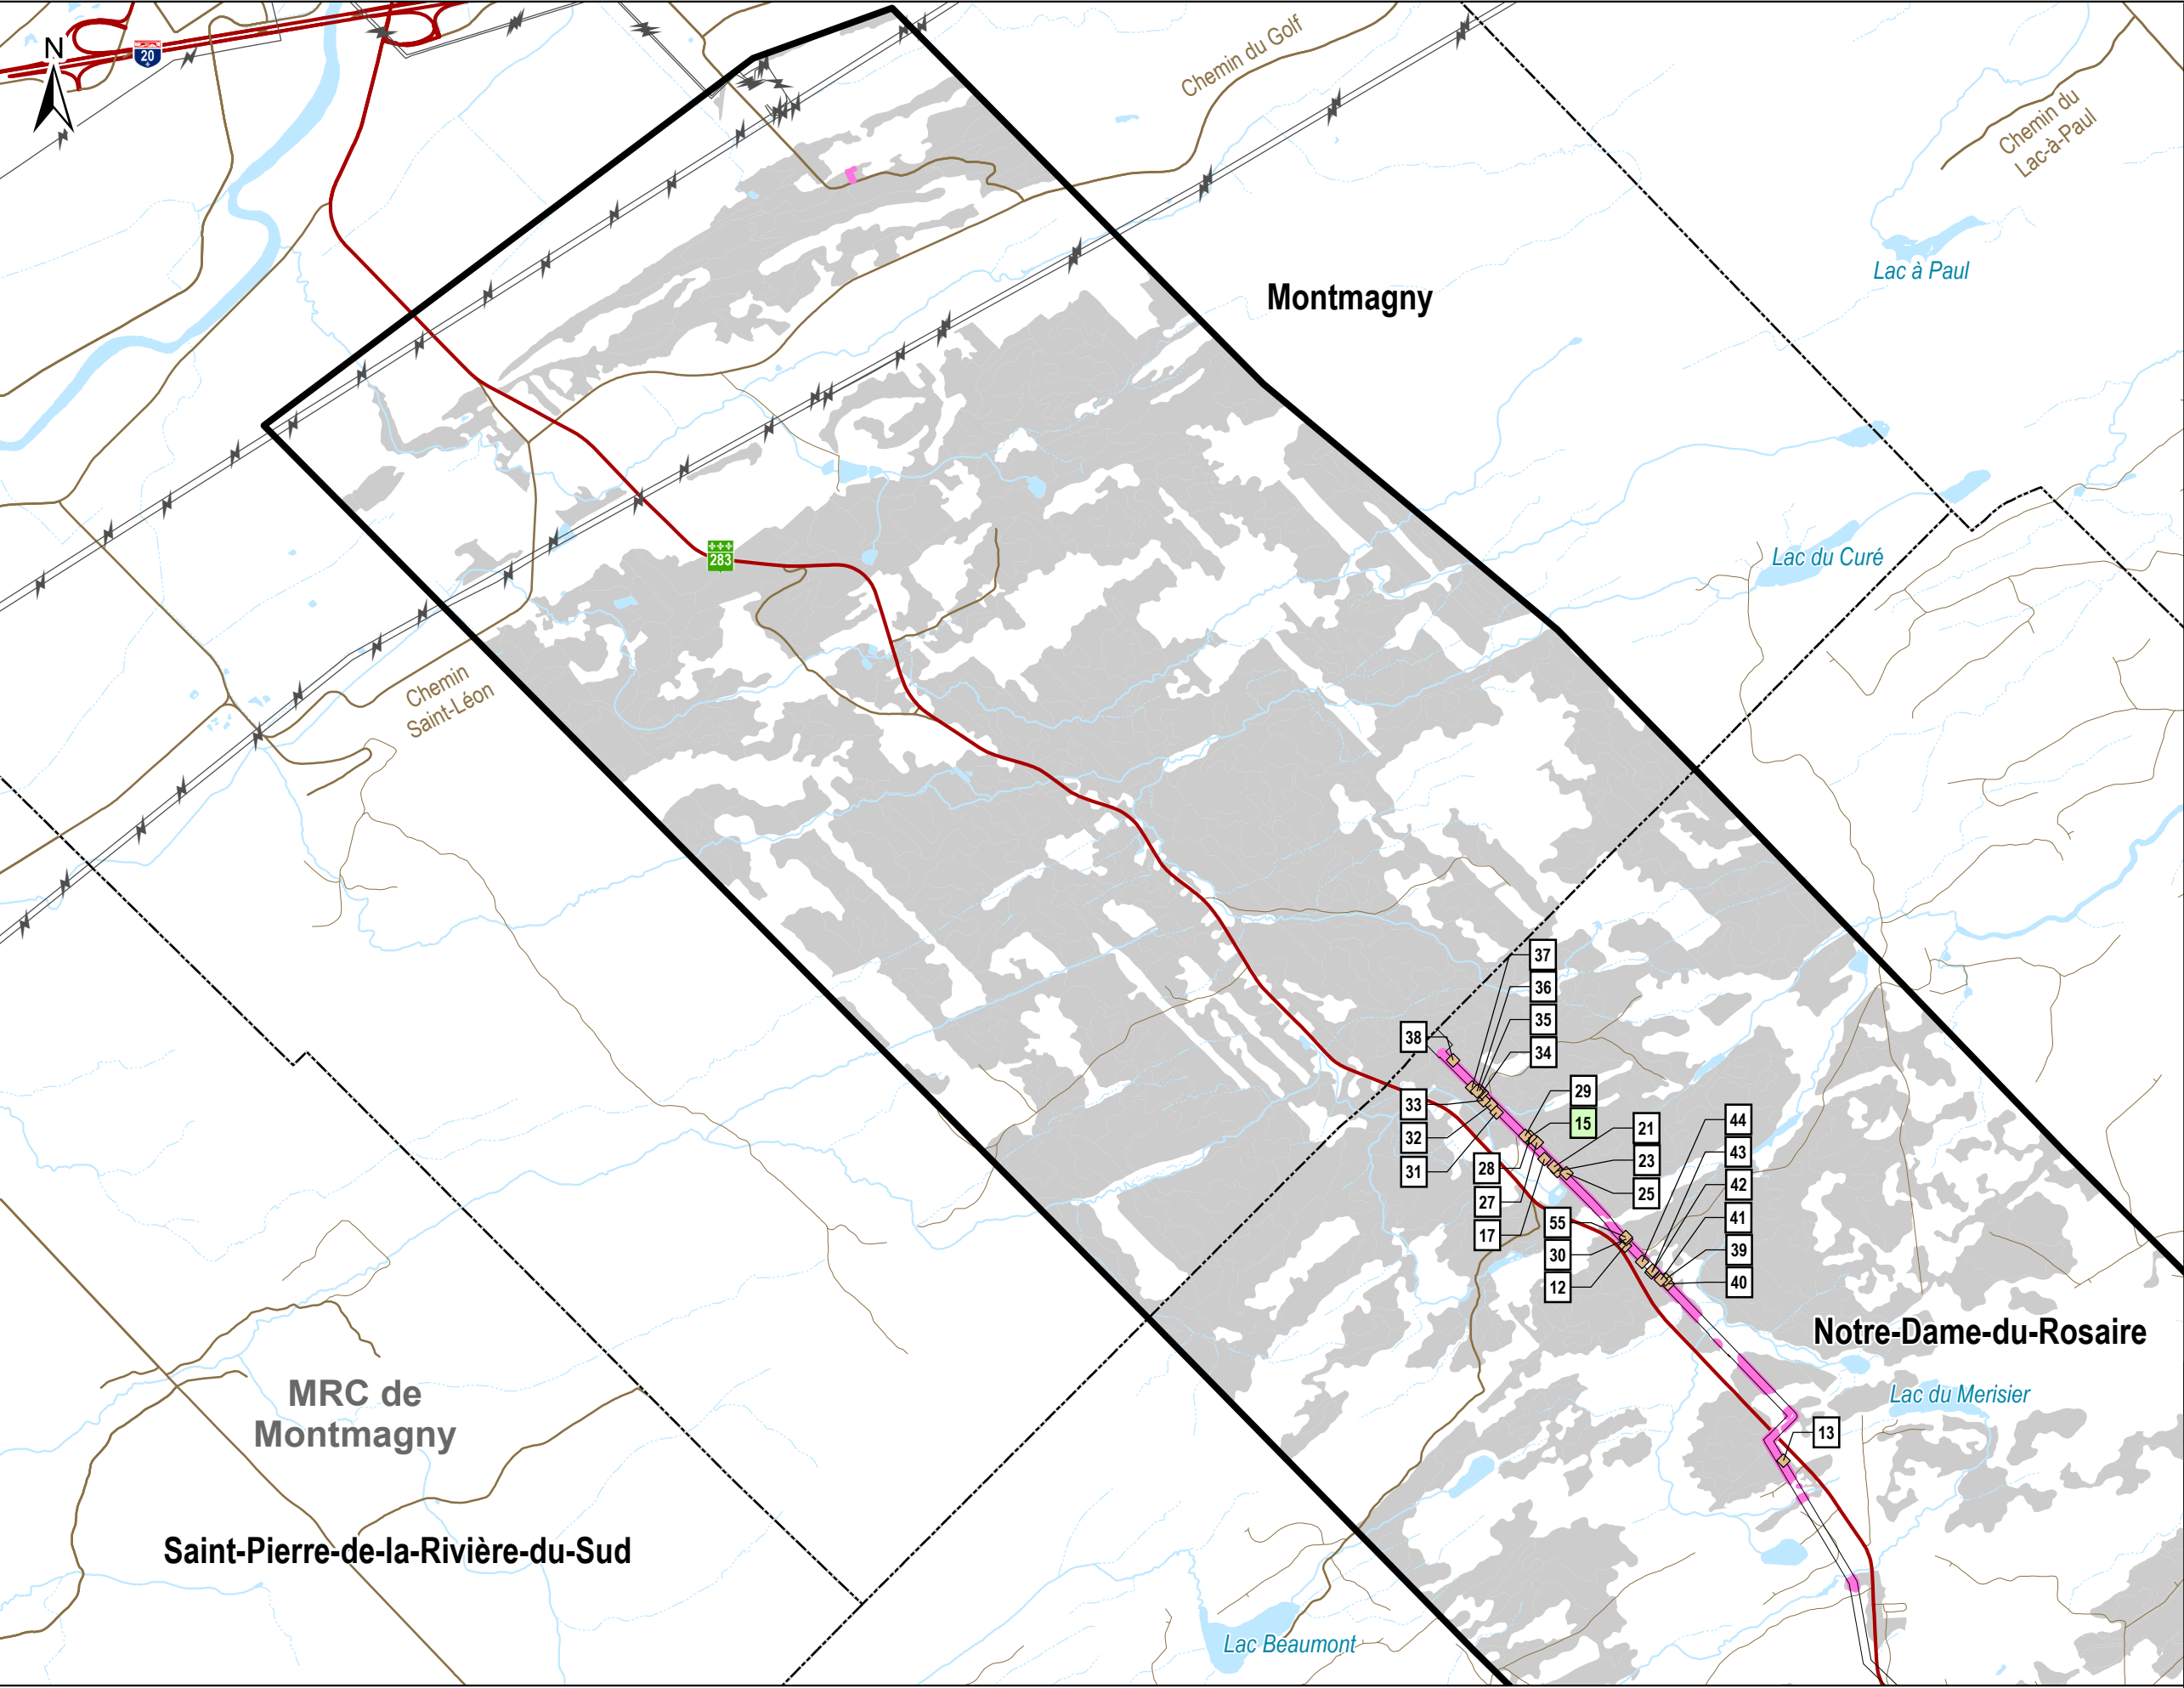 N
20
Chemin du Golf
Chemin du
Lac-à-Paul
Lac à Paul
Montmagny
Lac du Curé
283
Chemin
Saint-Léon
37
36
35
34
38
33
32
31
29
15
28
27
17
21
23
25
44
43
42
41
39
40
55
30
12
Notre-Dame-du-Rosaire
Lac du Merisier
13
MRC de
Montmagny
Saint-Pierre-de-la-Rivière-du-Sud
Lac Beaumont